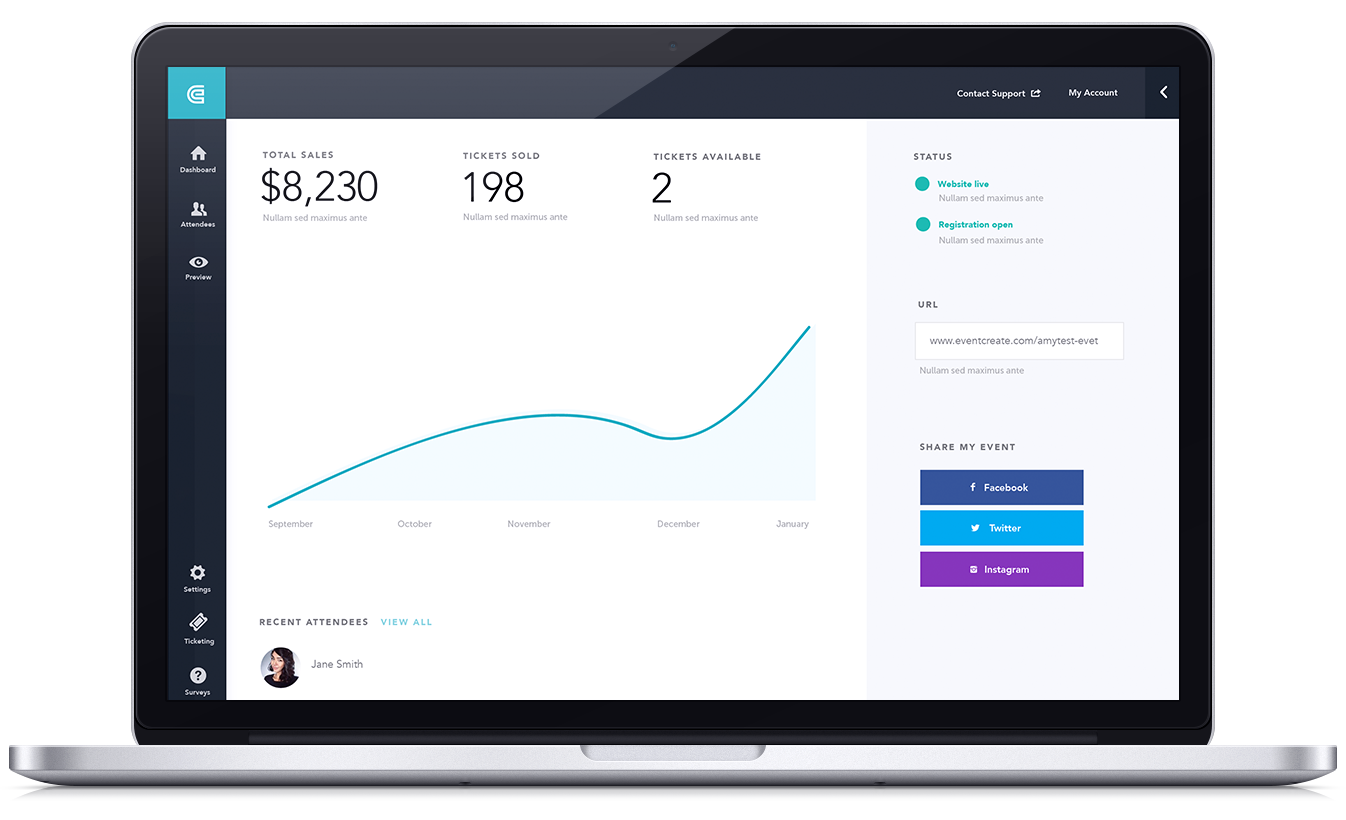 Contact Support
My Account
Dashboard
Attendees
Preview
Settings
Ticketing
Surveys
TOTAL SALES
$8,230
Nullam sed maximus ante
TICKETS SOLD
198
Nullam sed maximus ante
TICKETS AVAILABLE
2
Nullam sed maximus ante
September
October
November
December
January
RECENT ATTENDEES VIEW ALL
Jane Smith
STATUS
Website live
Nullam sed maximus ante
Registration open
Nullam sed maximus ante
URL
www.eventcreate.com/amytest-evet
Nullam sed maximus ante
SHARE MY EVENT
Facebook
Twitter
Instagram